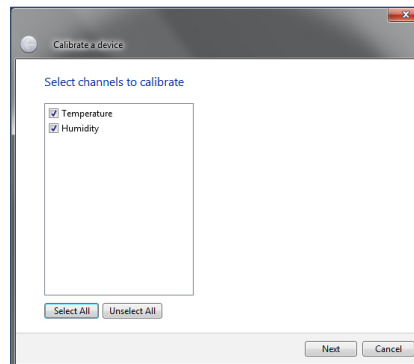 Calibrate a device
Select channels to calibrate
Temperature
Humidity
Select All Unselect All
Next Cancel